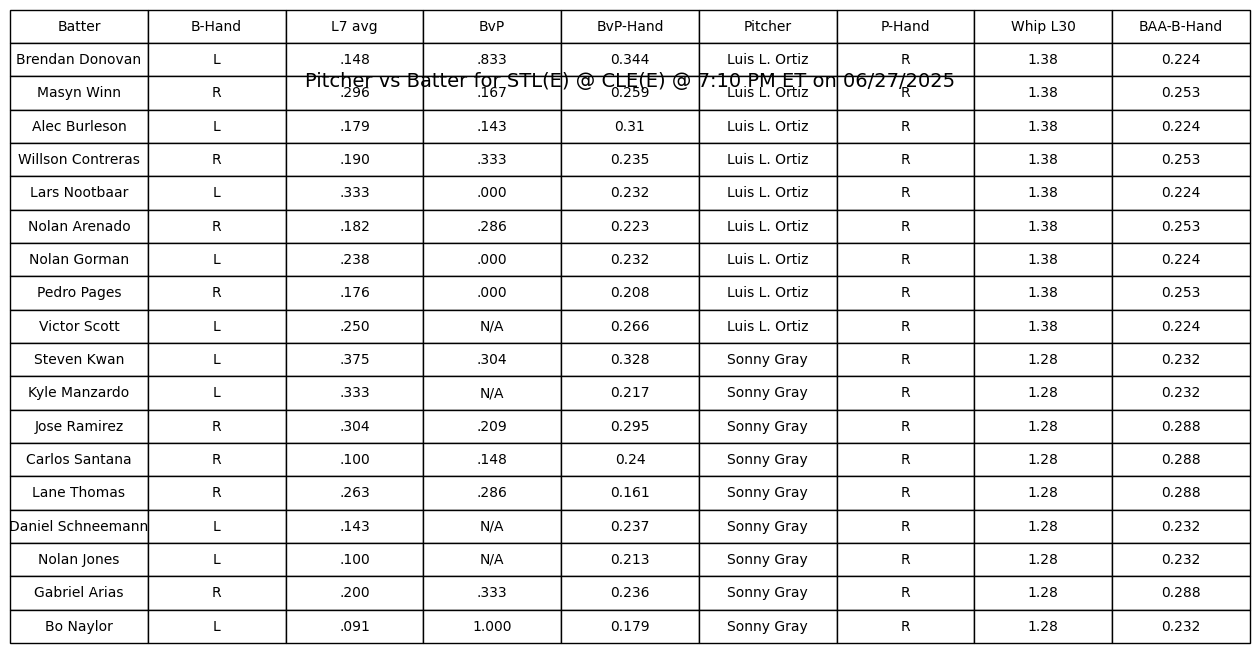 Batter B-Hand L7 avg BvP BvP-Hand Pitcher P-Hand Whip L30 BAA-B-Hand
Brendan Donovan L .148 .833 0.344 Luis L. Ortiz R 1.38 0.224
Pitcher vs Batter for STL(E) @ CLE(E) @ 7:10 PM ET on 06/27/2025
Masyn Winn R .296 .167 0.259 Luis L. Ortiz R 1.38 0.253
Alec Burleson L .179 .143 0.31 Luis L. Ortiz R 1.38 0.224
Willson Contreras R .190 .333 0.235 Luis L. Ortiz R 1.38 0.253
Lars Nootbaar L .333 .000 0.232 Luis L. Ortiz R 1.38 0.224
Nolan Arenado R .182 .286 0.223 Luis L. Ortiz R 1.38 0.253
Nolan Gorman L .238 .000 0.232 Luis L. Ortiz R 1.38 0.224
Pedro Pages R .176 .000 0.208 Luis L. Ortiz R 1.38 0.253
Victor Scott L .250 N/A 0.266 Luis L. Ortiz R 1.38 0.224
Steven Kwan L .375 .304 0.328 Sonny Gray R 1.28 0.232
Kyle Manzardo L .333 N/A 0.217 Sonny Gray R 1.28 0.232
Jose Ramirez R .304 .209 0.295 Sonny Gray R 1.28 0.288
Carlos Santana R .100 .148 0.24 Sonny Gray R 1.28 0.288
Lane Thomas R .263 .286 0.161 Sonny Gray R 1.28 0.288
Daniel Schneemann L .143 N/A 0.237 Sonny Gray R 1.28 0.232
Nolan Jones L .100 N/A 0.213 Sonny Gray R 1.28 0.232
Gabriel Arias R .200 .333 0.236 Sonny Gray R 1.28 0.288
Bo Naylor L .091 1.000 0.179 Sonny Gray R 1.28 0.232